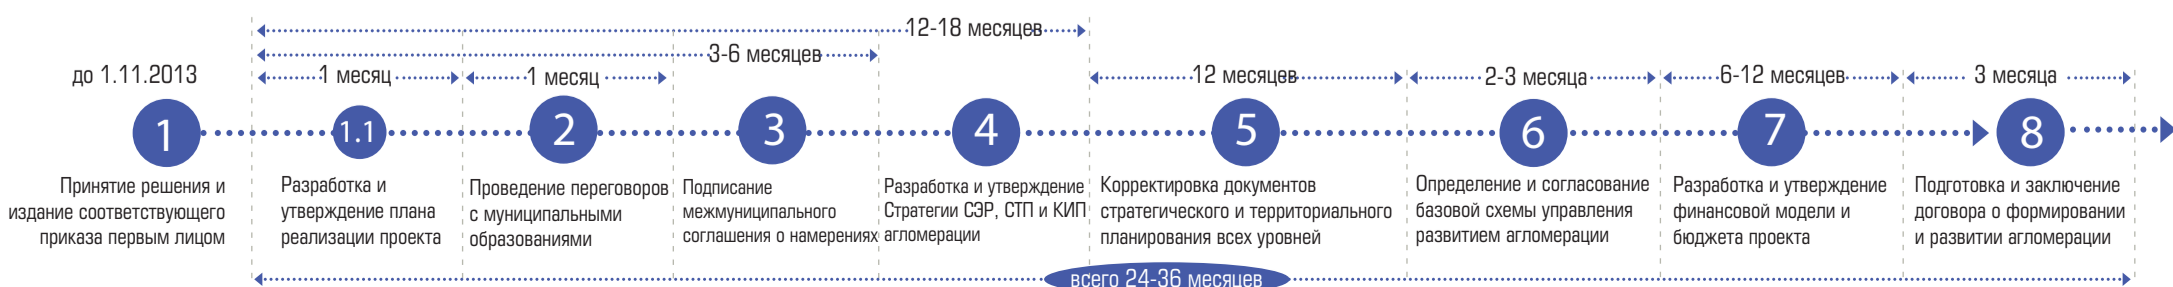 12-18 месяцев
3-6 месяцев
до 1.11.2013
1 месяц
1 месяц
12 месяцев
2-3 месяца
6-12 месяцев
3 месяца
1
1.1
2
3
4
5
6
7
8
Принятие решения и
издание соответствующего
приказа первым лицом
Разработка и
утверждение плана
реализации проекта
Проведение переговоров
с муниципальными
образованиями
Подписание
межмуниципального
соглашения о намерениях
Разработка и утверждение
Стратегии СЭР, СТП и КИП
агломерации
Корректировка документов
стратегического и территориального
планирования всех уровней
Определение и согласование
базовой схемы управления
развитием агломерации
Разработка и утверждение
финансовой модели и
бюджета проекта
Подготовка и заключение
договора о формировании
и развитии агломерации
всего 24-36 месяцев